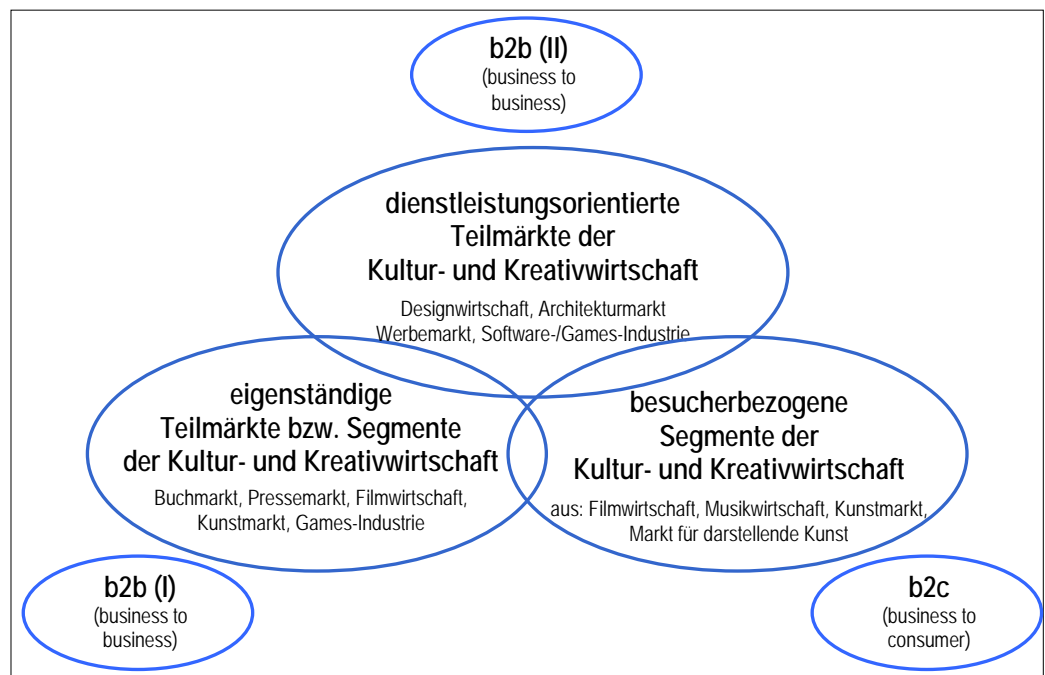 b2b (II)
(business to
business)
dienstleistungsorientierte
Teilmärkte der
Kultur- und Kreativwirtschaft
Designwirtschaft, Architekturmarkt
Werbemarkt, Software-/Games-Industrie
eigenständige
Teilmärkte bzw. Segmente
der Kultur- und Kreativwirtschaft
Buchmarkt, Pressemarkt, Filmwirtschaft,
Kunstmarkt, Games-Industrie
besucherbezogene
Segmente der
Kultur- und Kreativwirtschaft
aus: Filmwirtschaft, Musikwirtschaft, Kunstmarkt,
Markt für darstellende Kunst
b2b (I)
(business to
business)
b2c
(business to
consumer)